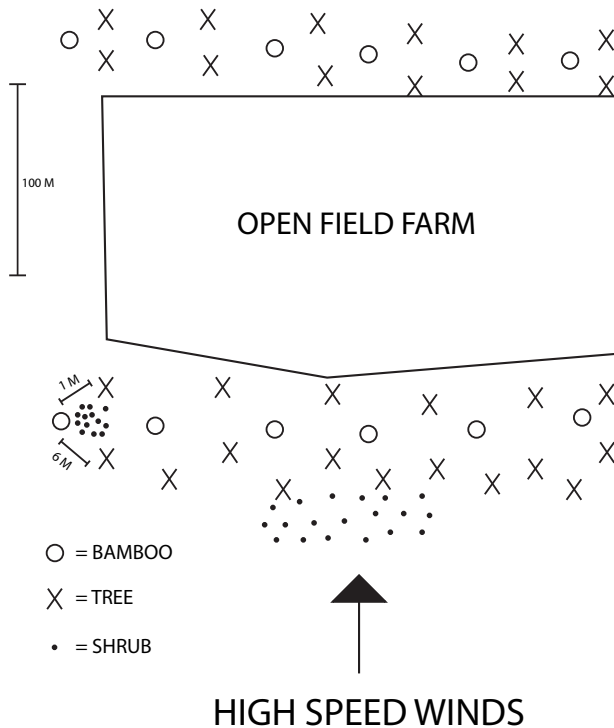 100 M
OPEN FIELD FARM
1 M
6 M
= BAMBOO
= TREE
= SHRUB
HIGH SPEED WINDS